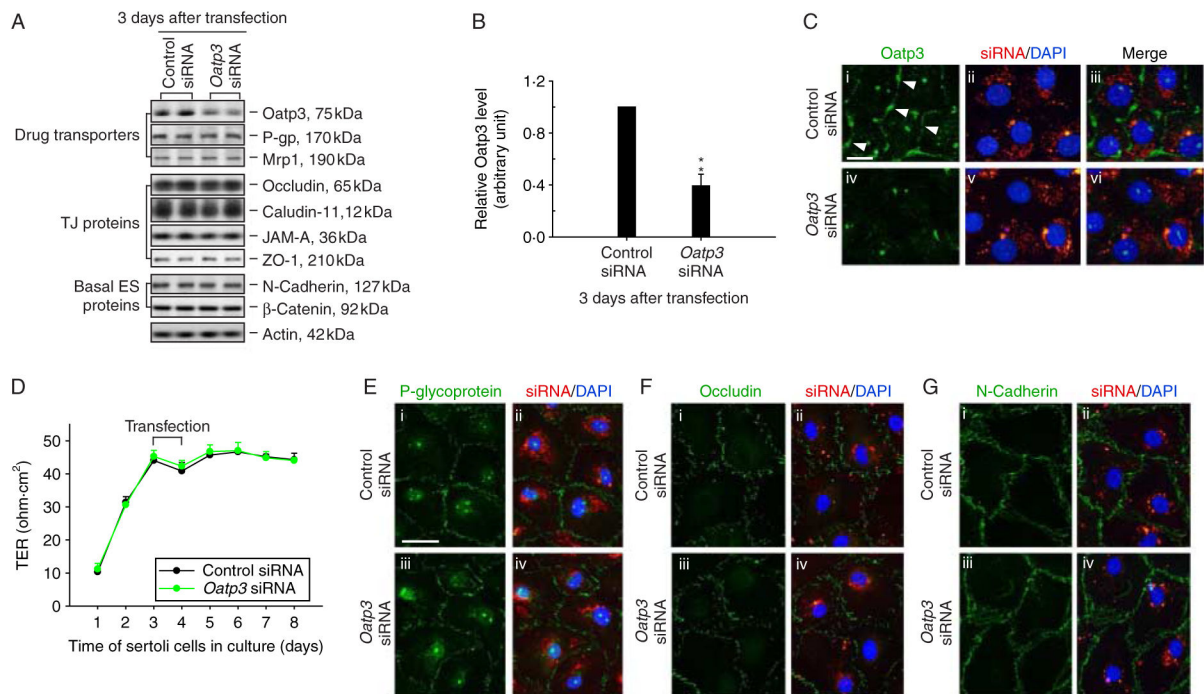 A
3 days after transfection
Control
siRNA
Oatp3
siRNA
Drug transporters
Oatp3, 75 kDa
P-gp, 170 kDa
Mrp1, 190 kDa
TJ proteins
Occludin, 65 kDa
Caludin-11, 12 kDa
JAM-A, 36 kDa
ZO-1, 210 kDa
Basal ES
proteins
N-Cadherin, 127 kDa
β-Catenin, 92 kDa
Actin, 42 kDa
B
Relative Oatp3 level
(arbitrary unit)
1·2
0·8
0·4
0·0
**
Control
siRNA
Oatp3
siRNA
3 days after transfection
C
Oatp3
siRNA/DAPI
Merge
Control
siRNA
i
ii
iii
Oatp3
siRNA
iv
v
vi
D
Transfection
TER (ohm·cm²)
50
40
30
20
10
0
Control siRNA
Oatp3 siRNA
1 2 3 4 5 6 7 8
Time of sertoli cells in culture (days)
E
P-glycoprotein
siRNA/DAPI
Control
siRNA
i
ii
Oatp3
siRNA
iii
iv
F
Occludin
siRNA/DAPI
Control
siRNA
i
ii
Oatp3
siRNA
iii
iv
G
N-Cadherin
siRNA/DAPI
Control
siRNA
i
ii
Oatp3
siRNA
iii
iv